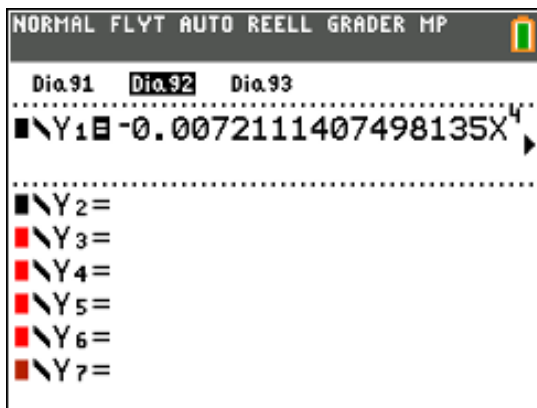 NORMAL FLYT AUTO REELL GRADER MP
Dia.91 Dia.92 Dia.93
\Y₁=-0.0072111407498135X⁴
\Y₂=
\Y₃=
\Y₄=
\Y₅=
\Y₆=
\Y₇=